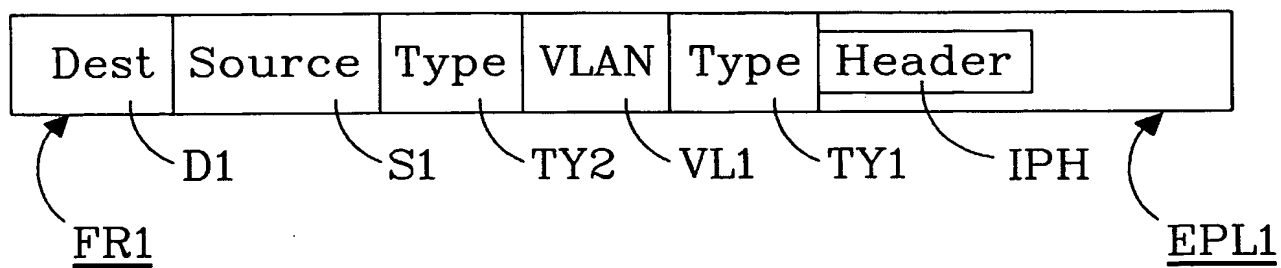 Dest Source Type VLAN Type Header
D1 S1 TY2 VL1 TY1 IPH
FR1 EPL1